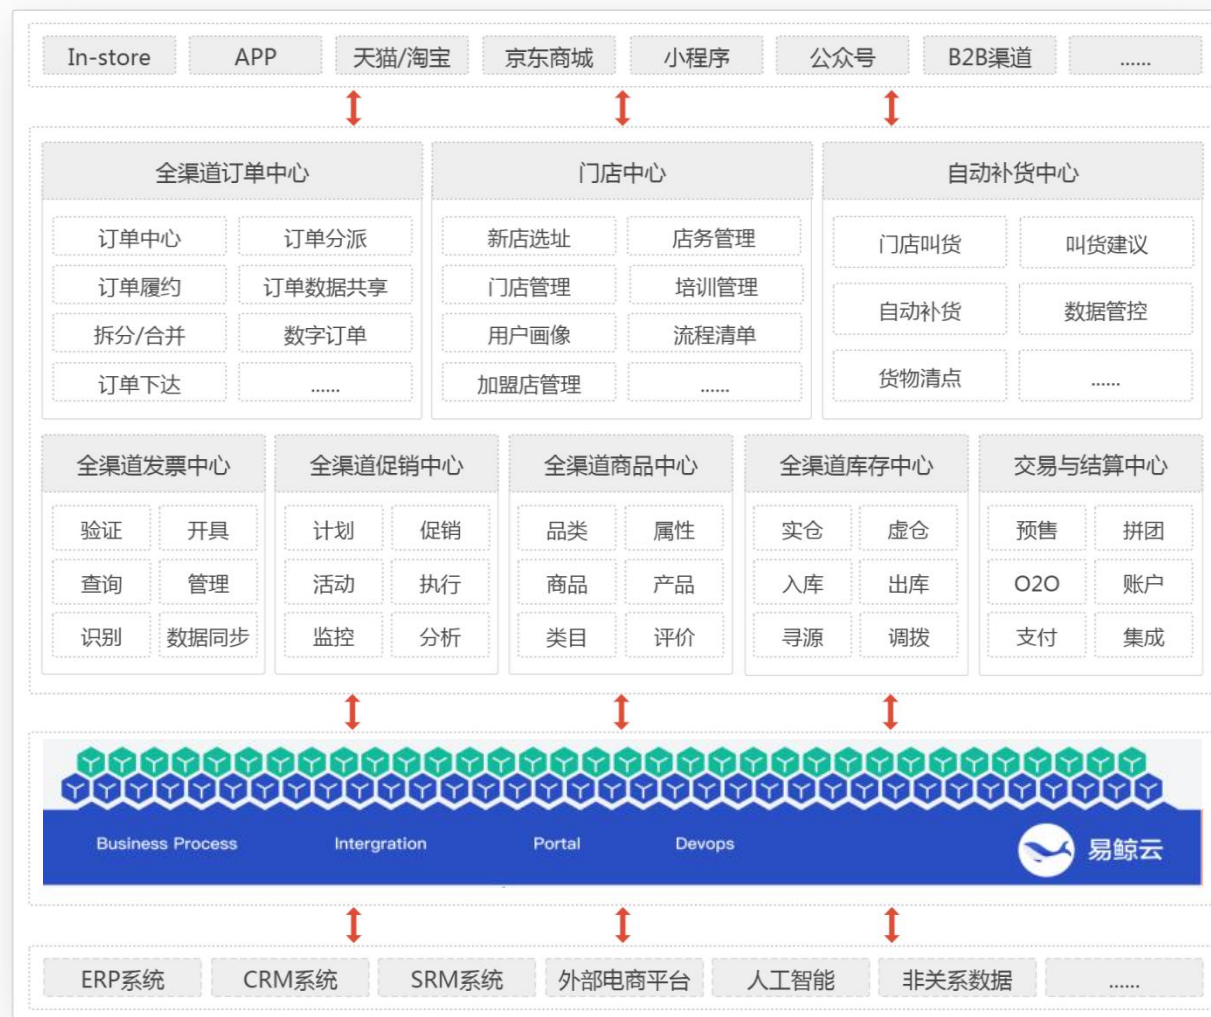 In-store APP 天猫/淘宝 京东商城 小程序 公众号 B2B渠道 ......
全渠道订单中心 门店中心 自动补货中心
订单中心 订单分派
订单履约 订单数据共享
拆分/合并 数字订单
订单下达 ......
新店选址 店务管理
门店管理 培训管理
用户画像 流程清单
加盟店管理 ......
门店叫货 叫货建议
自动补货 数据管控
货物清点 ......
全渠道发票中心 全渠道促销中心 全渠道商品中心 全渠道库存中心 交易与结算中心
验证 开具
查询 管理
识别 数据同步
计划 促销
活动 执行
监控 分析
品类 属性
商品 产品
类目 评价
实仓 虚仓
入库 出库
寻源 调拨
预售 拼团
O2O 账户
支付 集成
Business Process Intergration Portal Devops 易鲸云
ERP系统 CRM系统 SRM系统 外部电商平台 人工智能 非关系数据 ......